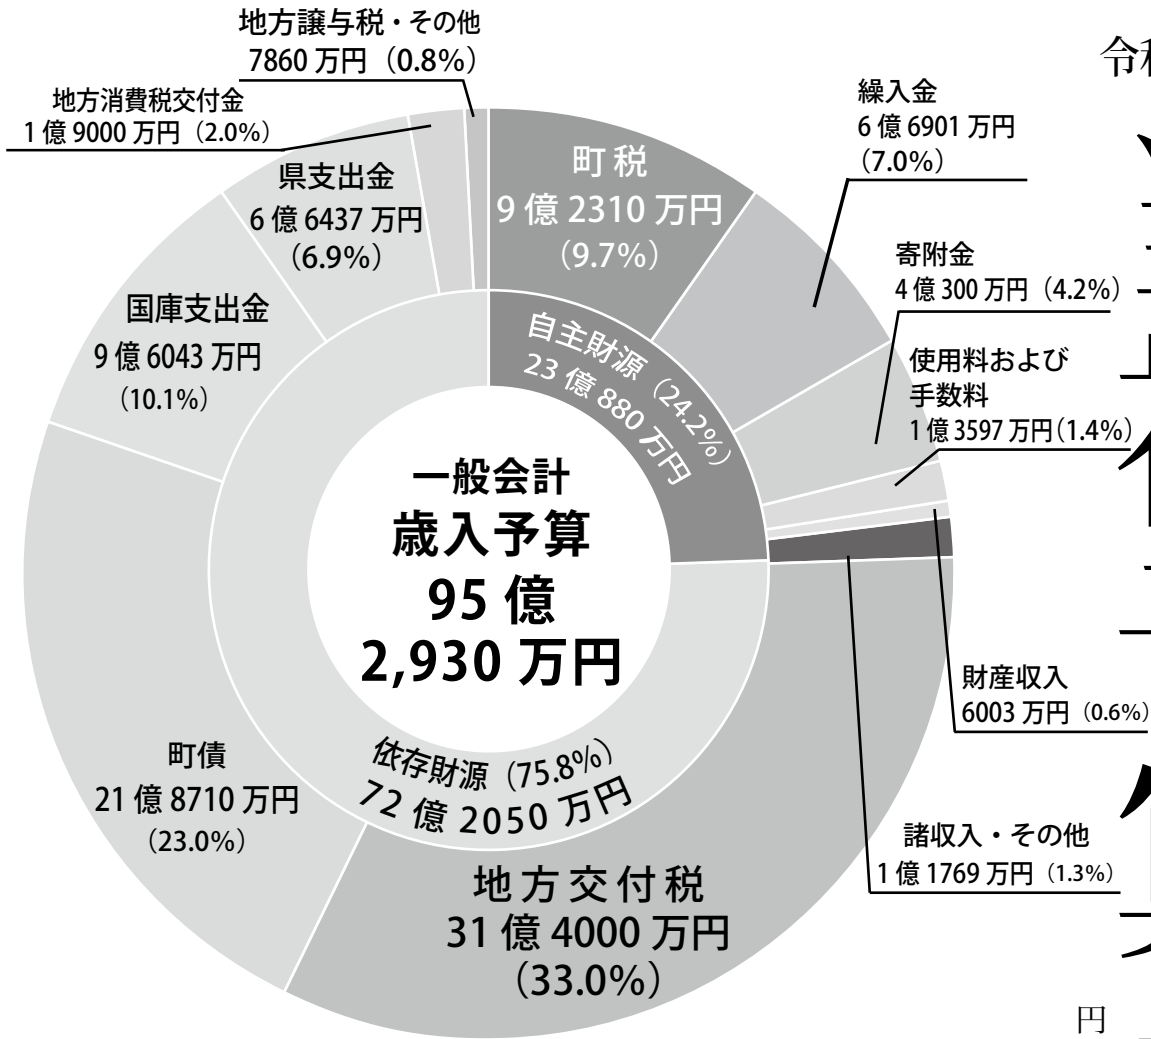 地方譲与税・その他
7860 万円（0.8%）
地方消費税交付金
1 億 9000 万円（2.0%）
県支出金
6 億 6437 万円
（6.9%）
国庫支出金
9 億 6043 万円
（10.1%）
町税
9 億 2310 万円
（9.7%）
繰入金
6 億 6901 万円
（7.0%）
寄附金
4 億 300 万円（4.2%）
使用料および
手数料
1 億 3597 万円（1.4%）
自主財源（24.2%）
23 億 880 万円
一般会計
歳入予算
95 億
2,930 万円
財産収入
6003 万円（0.6%）
依存財源（75.8%）
72 億 2050 万円
町債
21 億 8710 万円
（23.0%）
諸収入・その他
1 億 1769 万円（1.3%）
地方交付税
31 億 4000 万円
（33.0%）
円